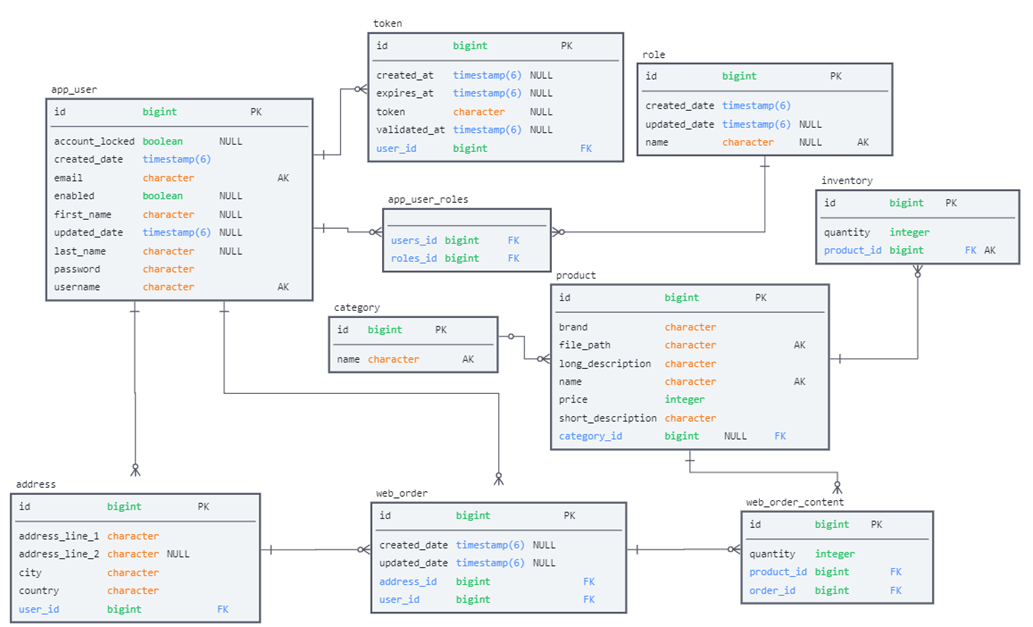 token
id bigint PK
created_at timestamp(6) NULL
expires_at timestamp(6) NULL
token character NULL
validated_at timestamp(6) NULL
user_id bigint FK
role
id bigint PK
created_date timestamp(6)
updated_date timestamp(6) NULL
name character NULL AK
app_user
id bigint PK
account_locked boolean NULL
created_date timestamp(6)
email character AK
enabled boolean NULL
first_name character NULL
updated_date timestamp(6) NULL
last_name character NULL
password character
username character AK
app_user_roles
users_id bigint FK
roles_id bigint FK
inventory
id bigint PK
quantity integer
product_id bigint FK AK
category
id bigint PK
name character AK
product
id bigint PK
brand character
file_path character AK
long_description character
name character AK
price integer
short_description character
category_id bigint NULL FK
address
id bigint PK
address_line_1 character
address_line_2 character NULL
city character
country character
user_id bigint FK
web_order
id bigint PK
created_date timestamp(6) NULL
updated_date timestamp(6) NULL
address_id bigint FK
user_id bigint FK
web_order_content
id bigint PK
quantity integer
product_id bigint FK
order_id bigint FK